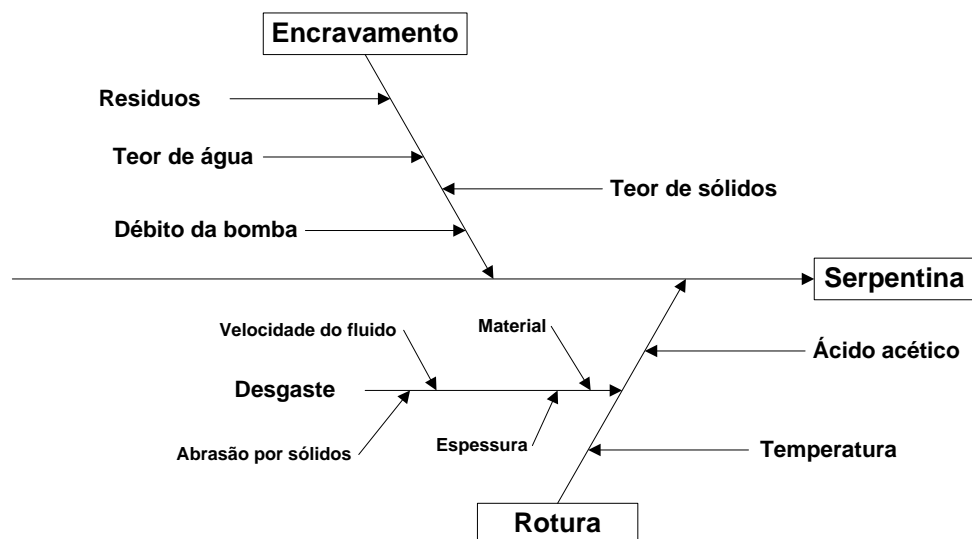 Encravamento
Residuos
Teor de água
Teor de sólidos
Débito da bomba
Serpentina
Velocidade do fluido
Material
Ácido acético
Desgaste
Espessura
Abrasão por sólidos
Temperatura
Rotura